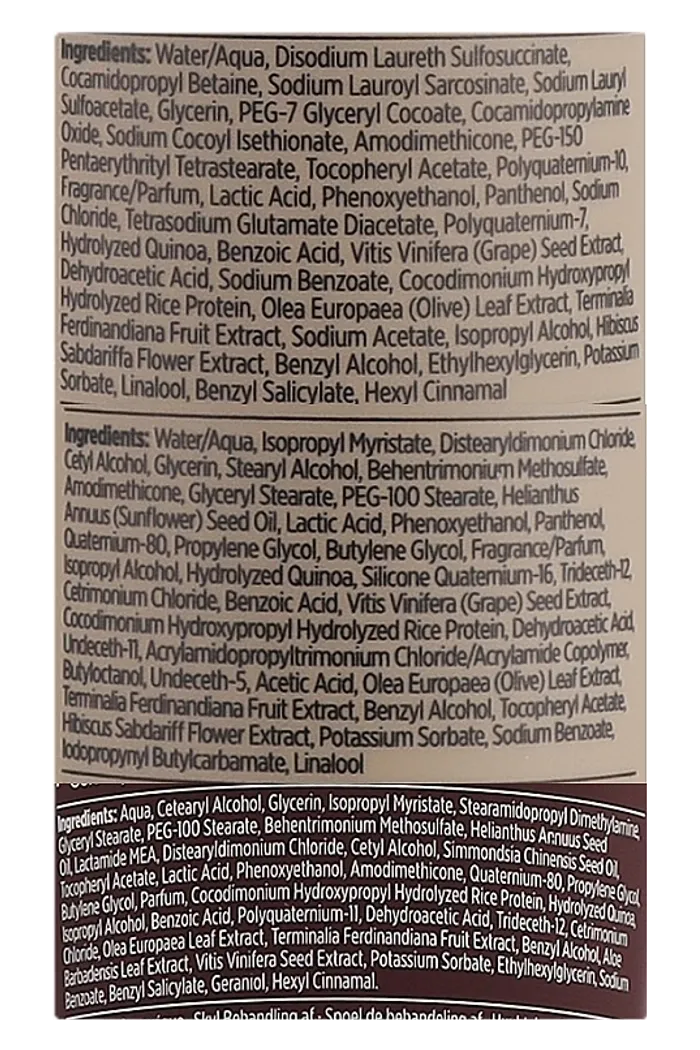 Ingredients: Water/Aqua, Disodium Laureth Sulfosuccinate,
Cocamidopropyl Betaine, Sodium Lauroyl Sarcosinate, Sodium Lauryl
Sulfoacetate, Glycerin, PEG-7 Glyceryl Cocoate, Cocamidopropylamine
Oxide, Sodium Cocoyl Isethionate, Amodimethicone, PEG-150
Pentaerythrityl Tetrastearate, Tocopheryl Acetate, Polyquaternium-10,
Fragrance/Parfum, Lactic Acid, Phenoxyethanol, Panthenol, Sodium
Chloride, Tetrasodium Glutamate Diacetate, Polyquaternium-7,
Hydrolyzed Quinoa, Benzoic Acid, Vitis Vinifera (Grape) Seed Extract,
Dehydroacetic Acid, Sodium Benzoate, Cocodimonium Hydroxypropyl
Hydrolyzed Rice Protein, Olea Europaea (Olive) Leaf Extract, Terminalia
Ferdinandiana Fruit Extract, Sodium Acetate, Isopropyl Alcohol, Hibiscus
Sabdariffa Flower Extract, Benzyl Alcohol, Ethylhexylglycerin, Potassium
Sorbate, Linalool, Benzyl Salicylate, Hexyl Cinnamal
Ingredients: Water/Aqua, Isopropyl Myristate, Distearyldimonium Chloride,
Cetyl Alcohol, Glycerin, Stearyl Alcohol, Behentrimonium Methosulfate,
Amodimethicone, Glyceryl Stearate, PEG-100 Stearate, Helianthus
Annuus (Sunflower) Seed Oil, Lactic Acid, Phenoxyethanol, Panthenol,
Quaternium-80, Propylene Glycol, Butylene Glycol, Fragrance/Parfum,
Isopropyl Alcohol, Hydrolyzed Quinoa, Silicone Quaternium-16, Trideceth-12,
Cetrimonium Chloride, Benzoic Acid, Vitis Vinifera (Grape) Seed Extract,
Cocodimonium Hydroxypropyl Hydrolyzed Rice Protein, Dehydroacetic Acid,
Undeceth-11, Acrylamidopropyltrimonium Chloride/Acrylamide Copolymer,
Butyloctanol, Undeceth-5, Acetic Acid, Olea Europaea (Olive) Leaf Extract,
Terminalia Ferdinandiana Fruit Extract, Benzyl Alcohol, Tocopheryl Acetate,
Hibiscus Sabdariff Flower Extract, Potassium Sorbate, Sodium Benzoate,
Iodopropynyl Butylcarbamate, Linalool
Ingredients: Aqua, Cetearyl Alcohol, Glycerin, Isopropyl Myristate, Stearamidopropyl Dimethylamine,
Glyceryl Stearate, PEG-100 Stearate, Behentrimonium Methosulfate, Helianthus Annuus Seed
Oil, Lactamide MEA, Distearyldimonium Chloride, Cetyl Alcohol, Simmondsia Chinensis Seed Oil,
Tocopheryl Acetate, Lactic Acid, Phenoxyethanol, Amodimethicone, Quaternium-80, Propylene Glycol,
Butylene Glycol, Parfum, Cocodimonium Hydroxypropyl Hydrolyzed Rice Protein, Hydrolyzed Quinoa,
Isopropyl Alcohol, Benzoic Acid, Polyquaternium-11, Dehydroacetic Acid, Trideceth-12, Cetrimonium
Chloride, Olea Europaea Leaf Extract, Terminalia Ferdinandiana Fruit Extract, Benzyl Alcohol, Aloe
Barbadensis Leaf Extract, Vitis Vinifera Seed Extract, Potassium Sorbate, Ethylhexylglycerin, Sodium
Benzoate, Benzyl Salicylate, Geraniol, Hexyl Cinnamal.
Skyl Behandling af · Spoel de behandeling af